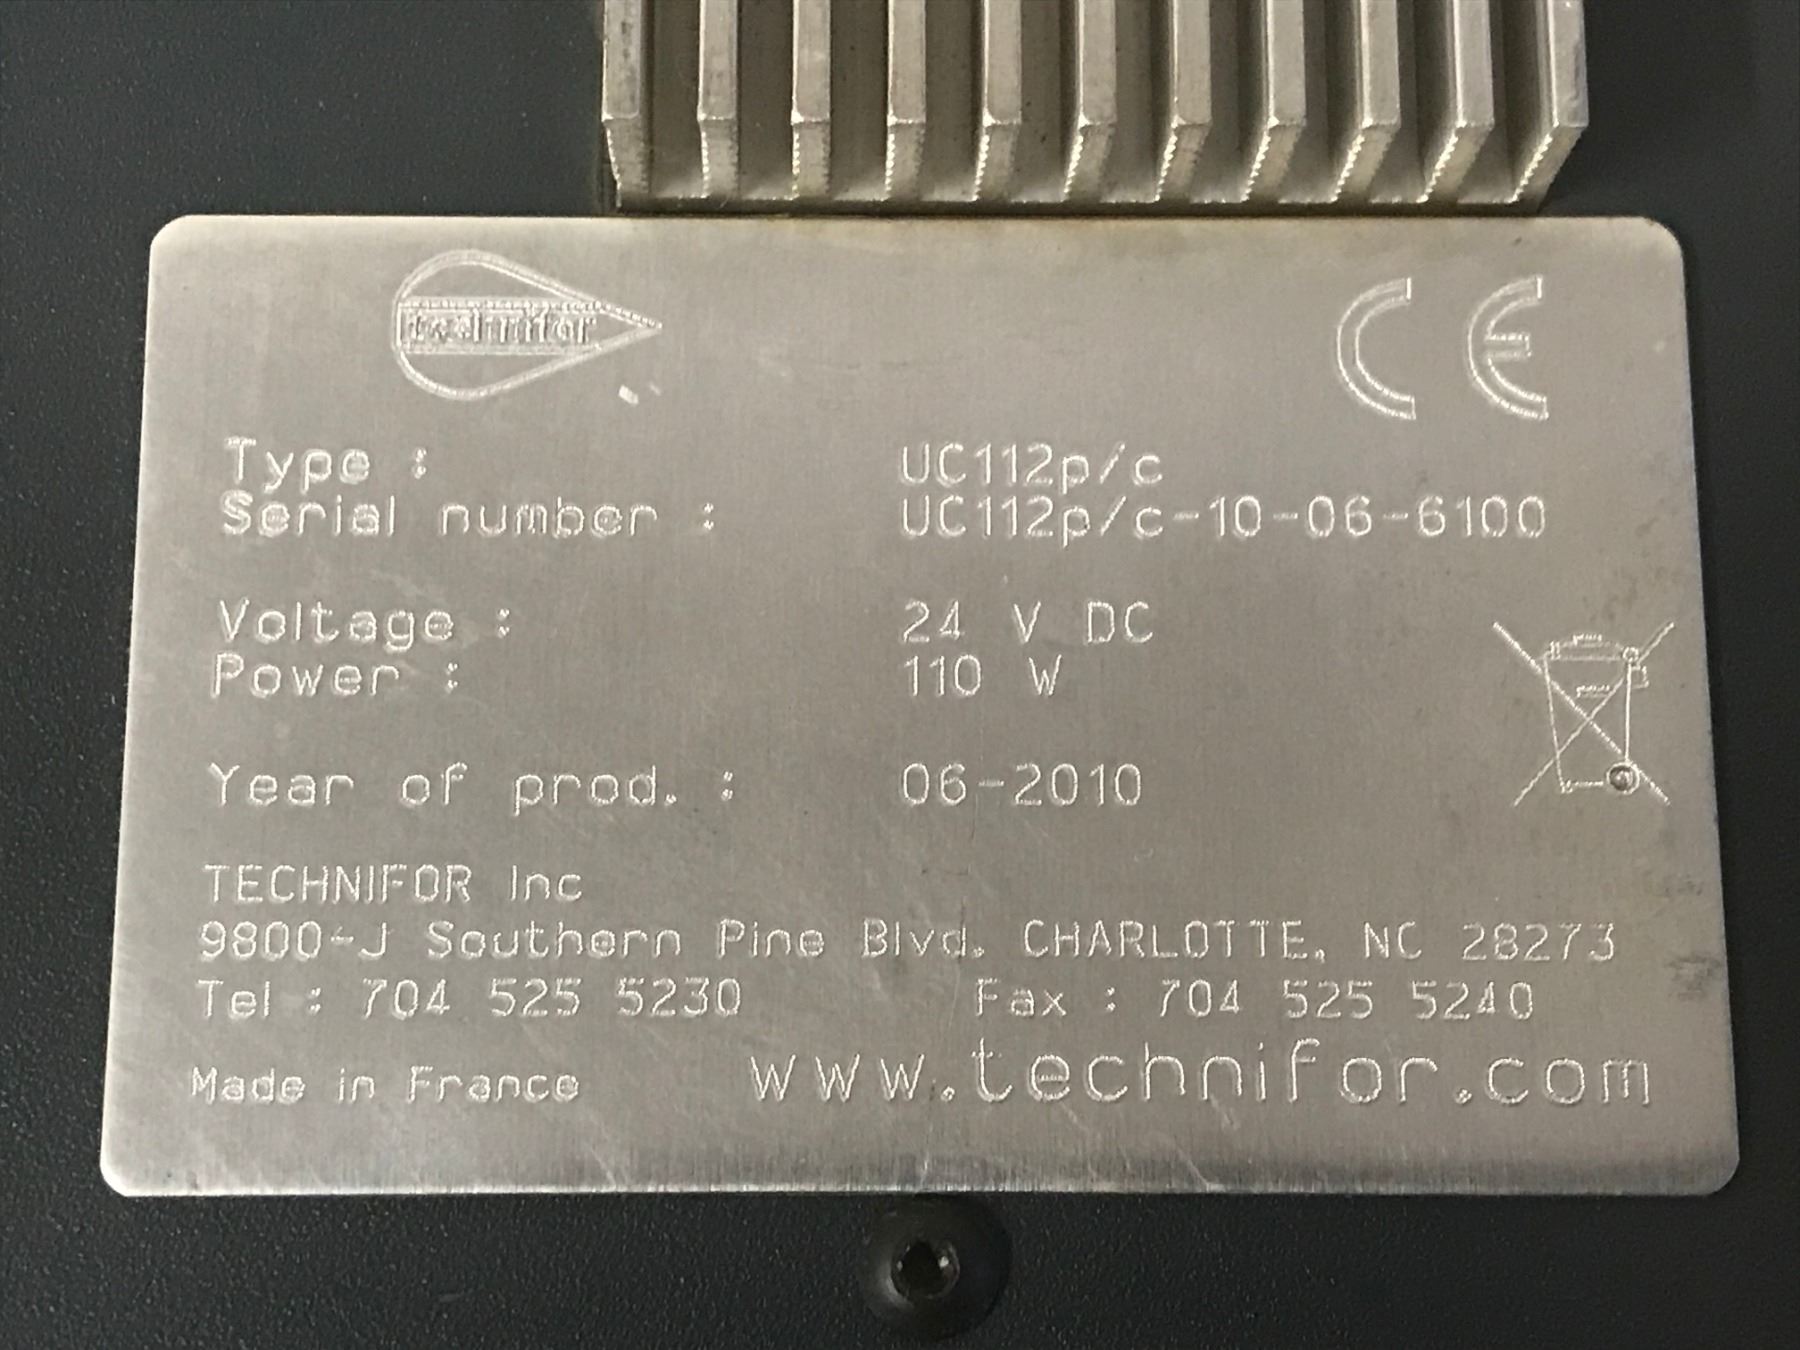 technifor
CE
Type : UC112p/c
Serial number : UC112p/c-10-06-6100
Voltage : 24 V DC
Power : 110 W
Year of prod. : 06-2010
TECHNIFOR Inc
9800-J Southern Pine Blvd. CHARLOTTE, NC 28273
Tel : 704 525 5230 Fax : 704 525 5240
Made in France www.technifor.com